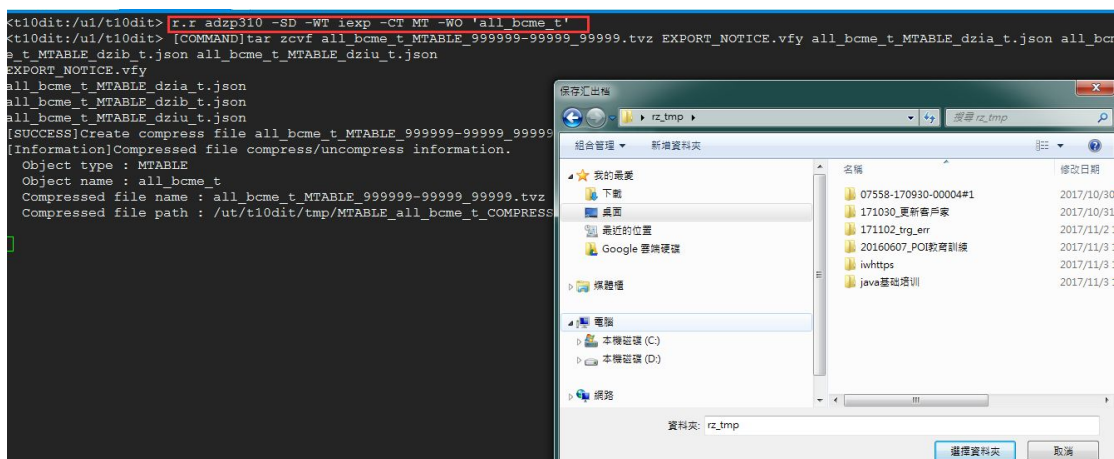 <t10dit:/u1/t10dit> r.r adzp310 -SD -WT iexp -CT MT -WO 'all_bcme_t'
<t10dit:/u1/t10dit> [COMMAND]tar zcvf all_bcme_t_MTABLE_999999-99999_99999.tvz EXPORT_NOTICE.vfy all_bcme_t_MTABLE_dzia_t.json all_bcm
e_t_MTABLE_dzib_t.json all_bcme_t_MTABLE_dziu_t.json
EXPORT_NOTICE.vfy
all_bcme_t_MTABLE_dzia_t.json
all_bcme_t_MTABLE_dzib_t.json
all_bcme_t_MTABLE_dziu_t.json
[SUCCESS]Create compress file all_bcme_t_MTABLE_999999-99999_99999
[Information]Compressed file compress/uncompress information.
Object type : MTABLE
Object name : all_bcme_t
Compressed file name : all_bcme_t_MTABLE_999999-99999_99999.tvz
Compressed file path : /ut/t10dit/tmp/MTABLE_all_bcme_t_COMPRESS
保存汇出档
rz_tmp
搜尋 rz_tmp
組合管理 新增資料夾
我的最愛
下載
桌面
最近的位置
Google 雲端硬碟
媒體櫃
電腦
本機磁碟 (C:)
本機磁碟 (D:)
網路
名稱 修改日期
07558-170930-00004#1 2017/10/30
171030_更新客戶家 2017/10/31
171102_trg_err 2017/11/2
20160607_POI教育訓練 2017/11/3
iwhttps 2017/11/3
java基础培训 2017/11/3
資料夾: rz_tmp
選擇資料夾 取消